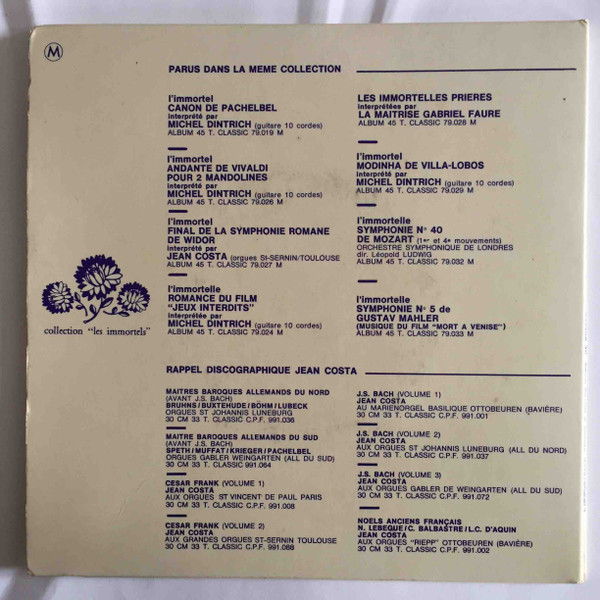 M
PARUS DANS LA MEME COLLECTION
l'immortel
CANON DE PACHELBEL
interprété par
MICHEL DINTRICH (guitare 10 cordes)
ALBUM 45 T. CLASSIC 79.019 M
l'immortel
ANDANTE DE VIVALDI
POUR 2 MANDOLINES
interprété par
MICHEL DINTRICH (guitare 10 cordes)
ALBUM 45 T. CLASSIC 79.026 M
l'immortel
FINAL DE LA SYMPHONIE ROMANE
DE WIDOR
interprété par
JEAN COSTA (orgues St-SERNIN/TOULOUSE
ALBUM 45 T. CLASSIC 79.027 M
l'immortelle
ROMANCE DU FILM
"JEUX INTERDITS"
interprétée par
MICHEL DINTRICH (guitare 10 cordes)
ALBUM 45 T. CLASSIC 79.024 M
LES IMMORTELLES PRIERES
interprétées par
LA MAITRISE GABRIEL FAURE
ALBUM 45 T. CLASSIC 79.028 M
l'immortel
MODINHA DE VILLA-LOBOS
interprété par
MICHEL DINTRICH (guitare 10 cordes)
ALBUM 45 T. CLASSIC 79.029 M
l'immortelle
SYMPHONIE N° 40
DE MOZART (1er et 4e mouvements)
ORCHESTRE SYMPHONIQUE DE LONDRES
dir. Léopold LUDWIG
ALBUM 45 T. CLASSIC 79.032 M
l'immortelle
SYMPHONIE N° 5 de
GUSTAV MAHLER
(MUSIQUE DU FILM "MORT A VENISE")
ALBUM 45 T. CLASSIC 79.033 M
collection "les immortels"
RAPPEL DISCOGRAPHIQUE JEAN COSTA
MAITRES BAROQUES ALLEMANDS DU NORD
(AVANT J.S. BACH)
BRUHNS/BUXTEHUDE/BÖHM/LUBECK
ORGUES ST JOHANNIS LUNEBURG
30 CM 33 T. CLASSIC C.P.F. 991.036
MAITRE BAROQUES ALLEMANDS DU SUD
(AVANT J.S. BACH)
SPETH/MUFFAT/KRIEGER/PACHELBEL
ORGUES GABLER WEINGARTEN (ALL DU SUD)
30 CM 33 T. CLASSIC 991.064
CESAR FRANK (VOLUME 1)
JEAN COSTA
AUX ORGUES ST VINCENT DE PAUL PARIS
30 CM 33 T. CLASSIC C.P.F. 991.008
CESAR FRANK (VOLUME 2)
JEAN COSTA
AUX GRANDES ORGUES ST-SERNIN TOULOUSE
30 CM 33 T. CLASSIC C.P.F. 991.088
J.S. BACH (VOLUME 1)
JEAN COSTA
AU MARIENORGEL BASILIQUE OTTOBEUREN (BAVIÈRE)
30 CM 33 T. CLASSIC C.P.F. 991.001
J.S. BACH (VOLUME 2)
JEAN COSTA
AUX ORGUES ST JOHANNIS LUNEBURG (ALL DU NORD)
30 CM 33 T. CLASSIC C.P.F. 991.037
J.S. BACH (VOLUME 3)
JEAN COSTA
AUX ORGUES GABLER DE WEINGARTEN (ALL DU SUD)
30 CM 33 T. CLASSIC C.P.F. 991.072
NOELS ANCIENS FRANÇAIS
N. LEBEQUE/C. BALBASTRE/L.C. D'AQUIN
JEAN COSTA
AUX ORGUES "RIEPP" OTTOBEUREN (BAVIÈRE)
30 CM 33 T. CLASSIC C.P.F. 991.002